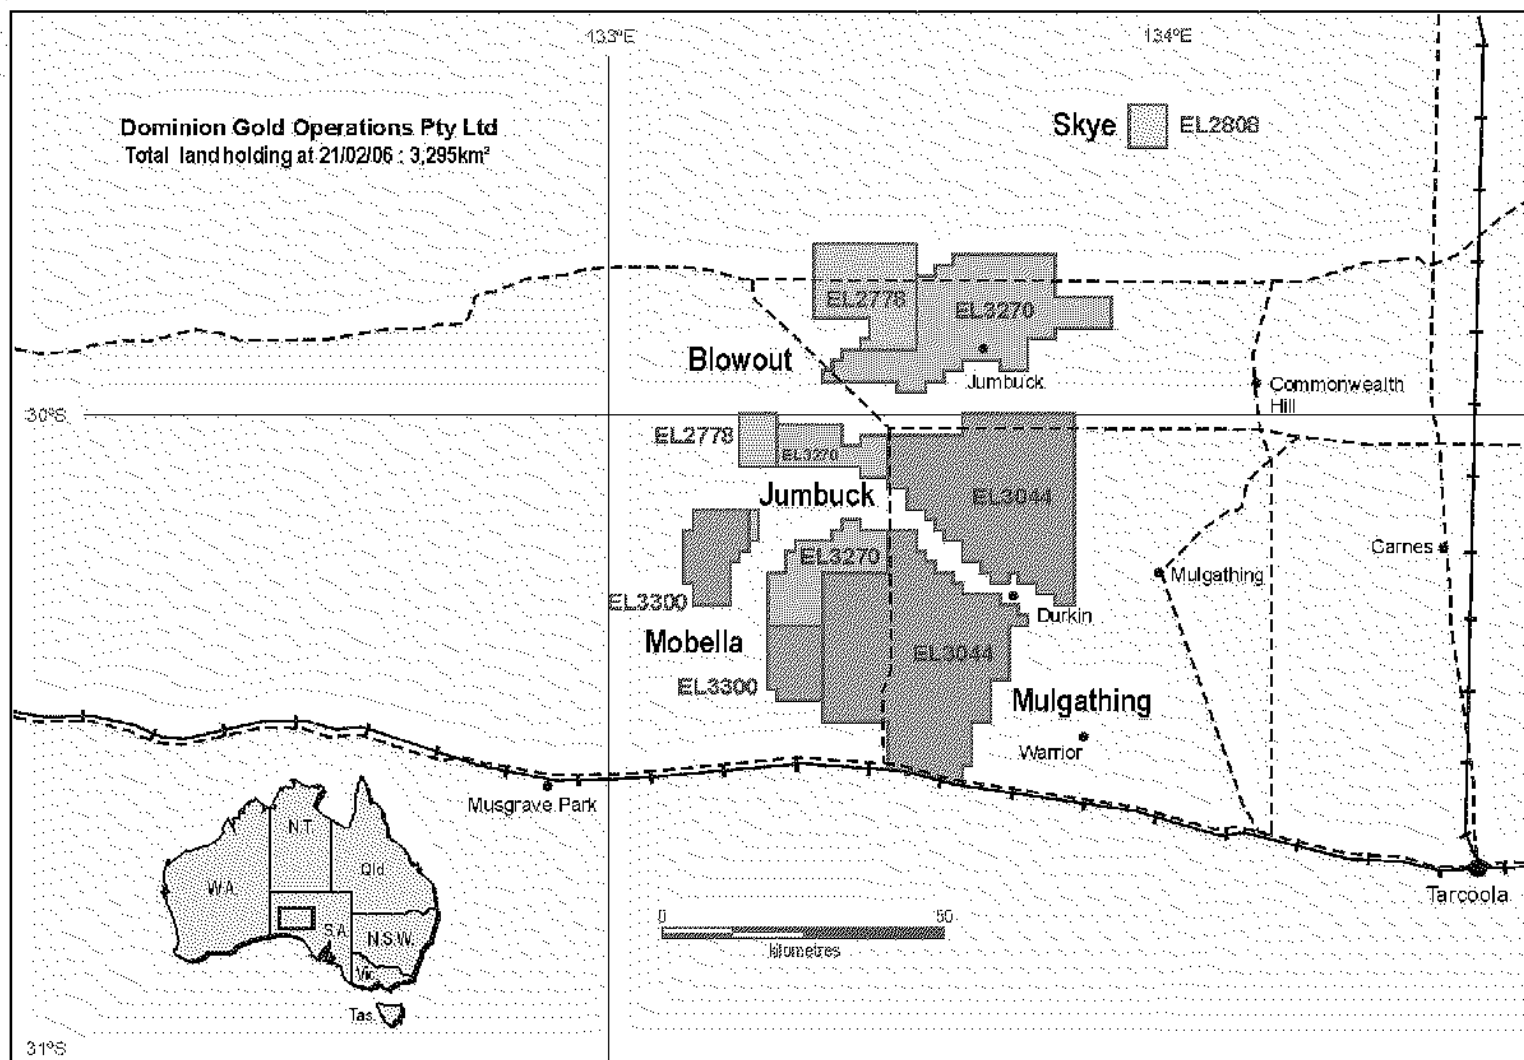 133°E
134°E
Dominion Gold Operations Pty Ltd
Total land holding at 21/02/06 : 3,295km²
Skye
EL2808
EL2778
EL3270
Blowout
Jumbuck
Commonwealth
Hill
30°S
EL2778
EL3270
Jumbuck
EL3044
EL3270
Carnes
Mulgathing
EL3300
Durkin
Mobella
EL3044
EL3300
Mulgathing
Warrior
Musgrave Park
N.T.
Qld.
W.A.
S.A.
N.S.W.
Vic.
Tas.
0
50
kilometres
Tarcoola
31°S